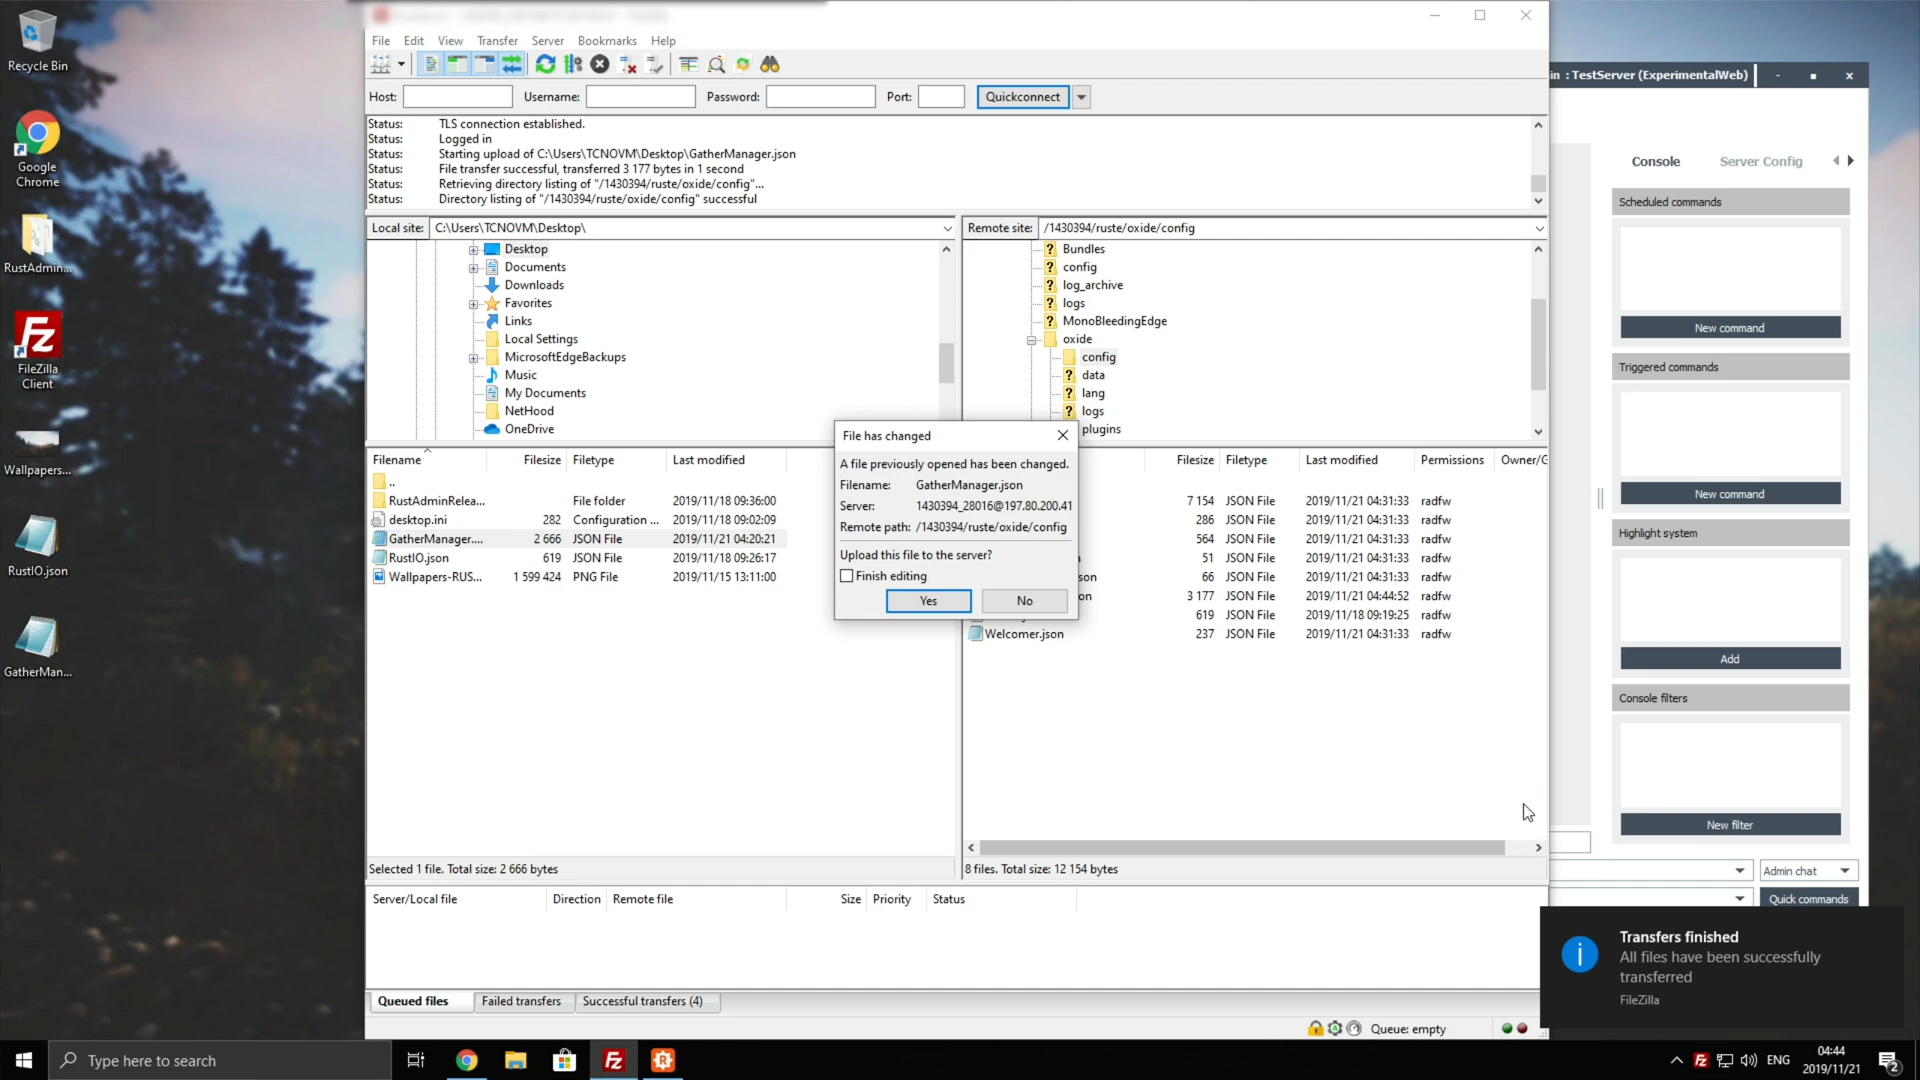 Recycle Bin
Google
Chrome
RustAdmin...
FileZilla
Client
Wallpapers...
RustIO.json
GatherMan...
File Edit View Transfer Server Bookmarks Help
Host: Username: Password: Port: Quickconnect
Status: TLS connection established.
Status: Logged in
Status: Starting upload of C:\Users\TCNOVM\Desktop\GatherManager.json
Status: File transfer successful, transferred 3 177 bytes in 1 second
Status: Retrieving directory listing of "/1430394/ruste/oxide/config"...
Status: Directory listing of "/1430394/ruste/oxide/config" successful
Local site: C:\Users\TCNOVM\Desktop\
Desktop
Documents
Downloads
Favorites
Links
Local Settings
MicrosoftEdgeBackups
Music
My Documents
NetHood
OneDrive
Filename Filesize Filetype Last modified
..
RustAdminRelea... File folder 2019/11/18 09:36:00
desktop.ini 282 Configuration ... 2019/11/18 09:02:09
GatherManager.... 2 666 JSON File 2019/11/21 04:20:21
RustIO.json 619 JSON File 2019/11/18 09:26:17
Wallpapers-RUS... 1 599 424 PNG File 2019/11/15 13:11:00
Selected 1 file. Total size: 2 666 bytes
Remote site: /1430394/ruste/oxide/config
Bundles
config
log_archive
logs
MonoBleedingEdge
oxide
config
data
lang
logs
plugins
Filesize Filetype Last modified Permissions Owner/G
7 154 JSON File 2019/11/21 04:31:33 radfw
286 JSON File 2019/11/21 04:31:33 radfw
564 JSON File 2019/11/21 04:31:33 radfw
51 JSON File 2019/11/21 04:31:33 radfw
son 66 JSON File 2019/11/21 04:31:33 radfw
on 3 177 JSON File 2019/11/21 04:44:52 radfw
619 JSON File 2019/11/18 09:19:25 radfw
Welcomer.json 237 JSON File 2019/11/21 04:31:33 radfw
8 files. Total size: 12 154 bytes
File has changed
A file previously opened has been changed.
Filename: GatherManager.json
Server: 1430394_28016@197.80.200.41
Remote path: /1430394/ruste/oxide/config
Upload this file to the server?
Finish editing
Yes No
Server/Local file Direction Remote file Size Priority Status
Queued files Failed transfers Successful transfers (4)
Queue: empty
in : TestServer (ExperimentalWeb) - x
Console Server Config
Scheduled commands
New command
Triggered commands
New command
Highlight system
Add
Console filters
New filter
Admin chat
Quick commands
Transfers finished
All files have been successfully
transferred
FileZilla
Type here to search
ENG
04:44
2019/11/21
2